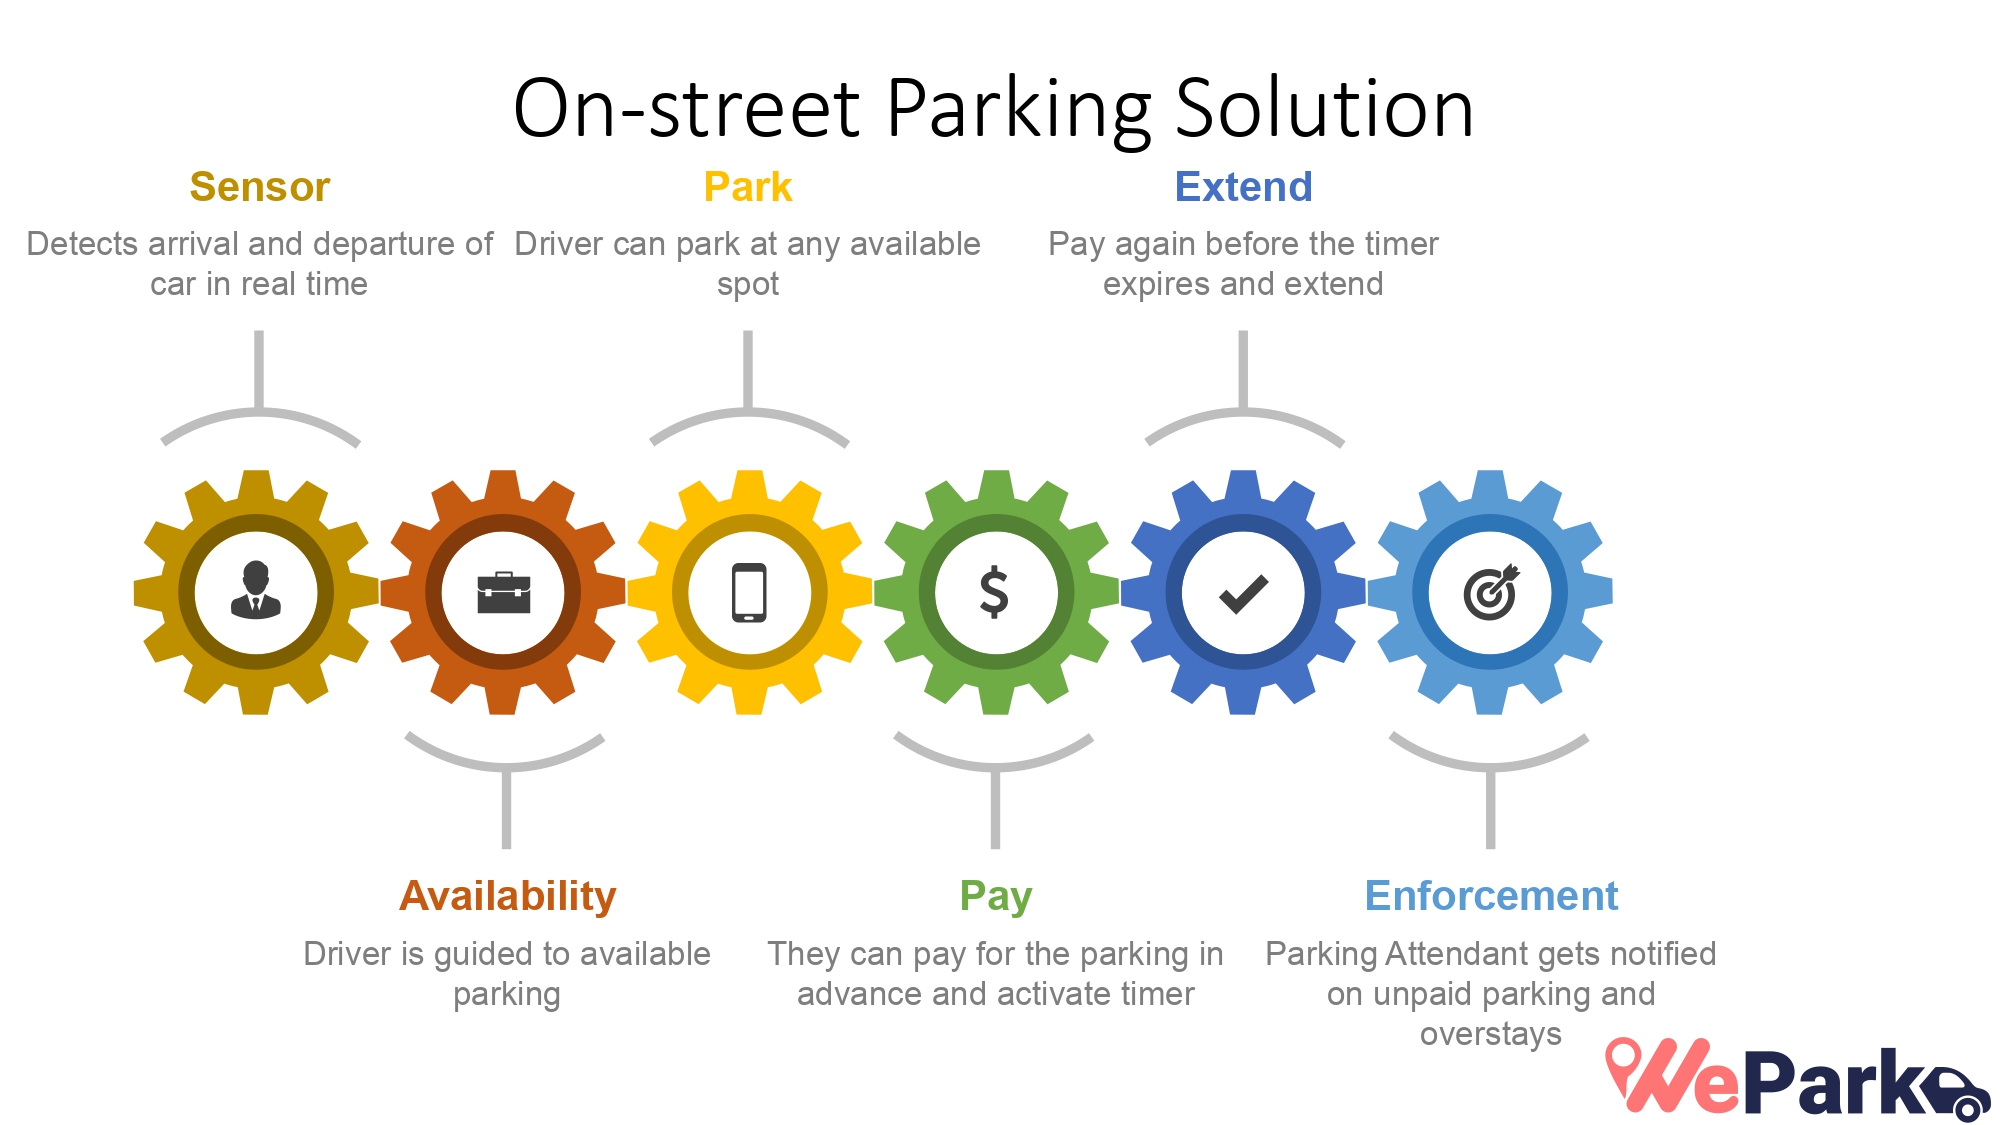 On-street Parking Solution
Sensor
Detects arrival and departure of
car in real time
Park
Driver can park at any available
spot
Extend
Pay again before the timer
expires and extend
$
Availability
Driver is guided to available
parking
Pay
They can pay for the parking in
advance and activate timer
Enforcement
Parking Attendant gets notified
on unpaid parking and
overstays
WePark